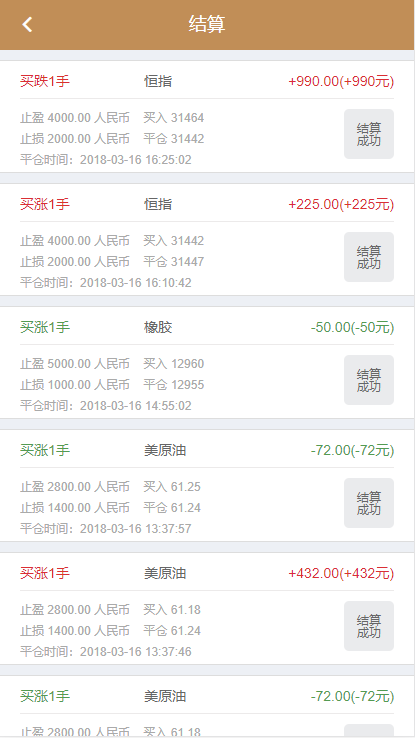 结算
买跌1手 恒指 +990.00(+990元)
止盈 4000.00 人民币 买入 31464
止损 2000.00 人民币 平仓 31442
平仓时间：2018-03-16 16:25:02
结算
成功
买涨1手 恒指 +225.00(+225元)
止盈 4000.00 人民币 买入 31442
止损 2000.00 人民币 平仓 31447
平仓时间：2018-03-16 16:10:42
结算
成功
买涨1手 橡胶 -50.00(-50元)
止盈 5000.00 人民币 买入 12960
止损 1000.00 人民币 平仓 12955
平仓时间：2018-03-16 14:55:02
结算
成功
买涨1手 美原油 -72.00(-72元)
止盈 2800.00 人民币 买入 61.25
止损 1400.00 人民币 平仓 61.24
平仓时间：2018-03-16 13:37:57
结算
成功
买涨1手 美原油 +432.00(+432元)
止盈 2800.00 人民币 买入 61.18
止损 1400.00 人民币 平仓 61.24
平仓时间：2018-03-16 13:37:46
结算
成功
买涨1手 美原油 -72.00(-72元)
止盈 2800.00 人民币 买入 61.18